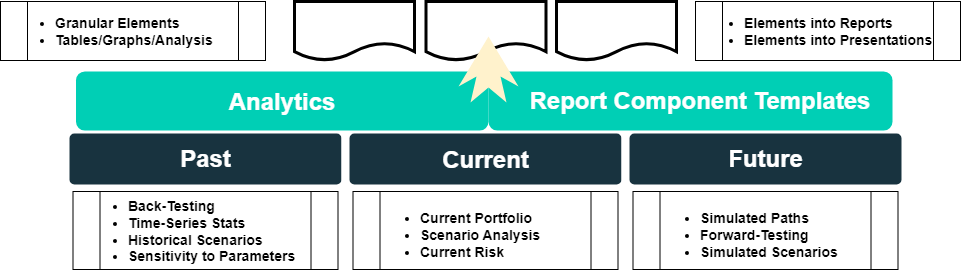 • Granular Elements
• Tables/Graphs/Analysis
• Elements into Reports
• Elements into Presentations
Analytics
Report Component Templates
Past
Current
Future
• Back-Testing
• Time-Series Stats
• Historical Scenarios
• Sensitivity to Parameters
• Current Portfolio
• Scenario Analysis
• Current Risk
• Simulated Paths
• Forward-Testing
• Simulated Scenarios